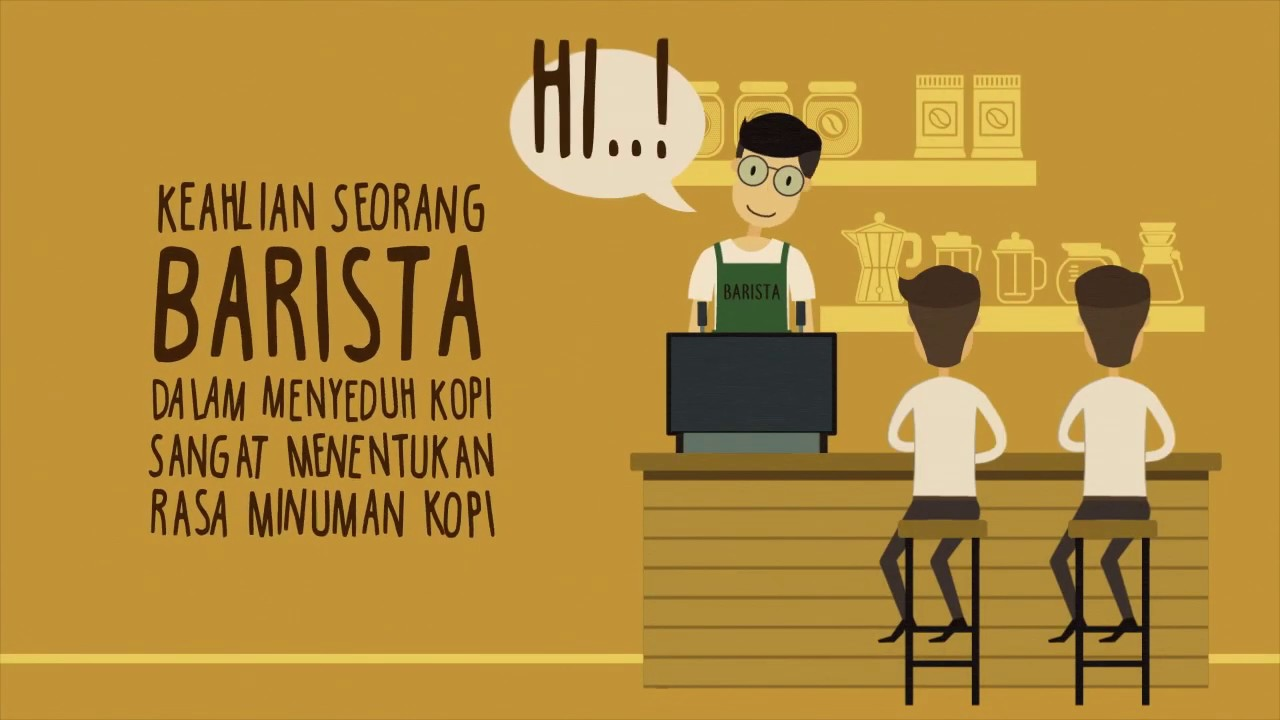 HI..!
KEAHLIAN SEORANG
BARISTA
DALAM MENYEDUH KOPI
SANGAT MENENTUKAN
RASA MINUMAN KOPI
BARISTA